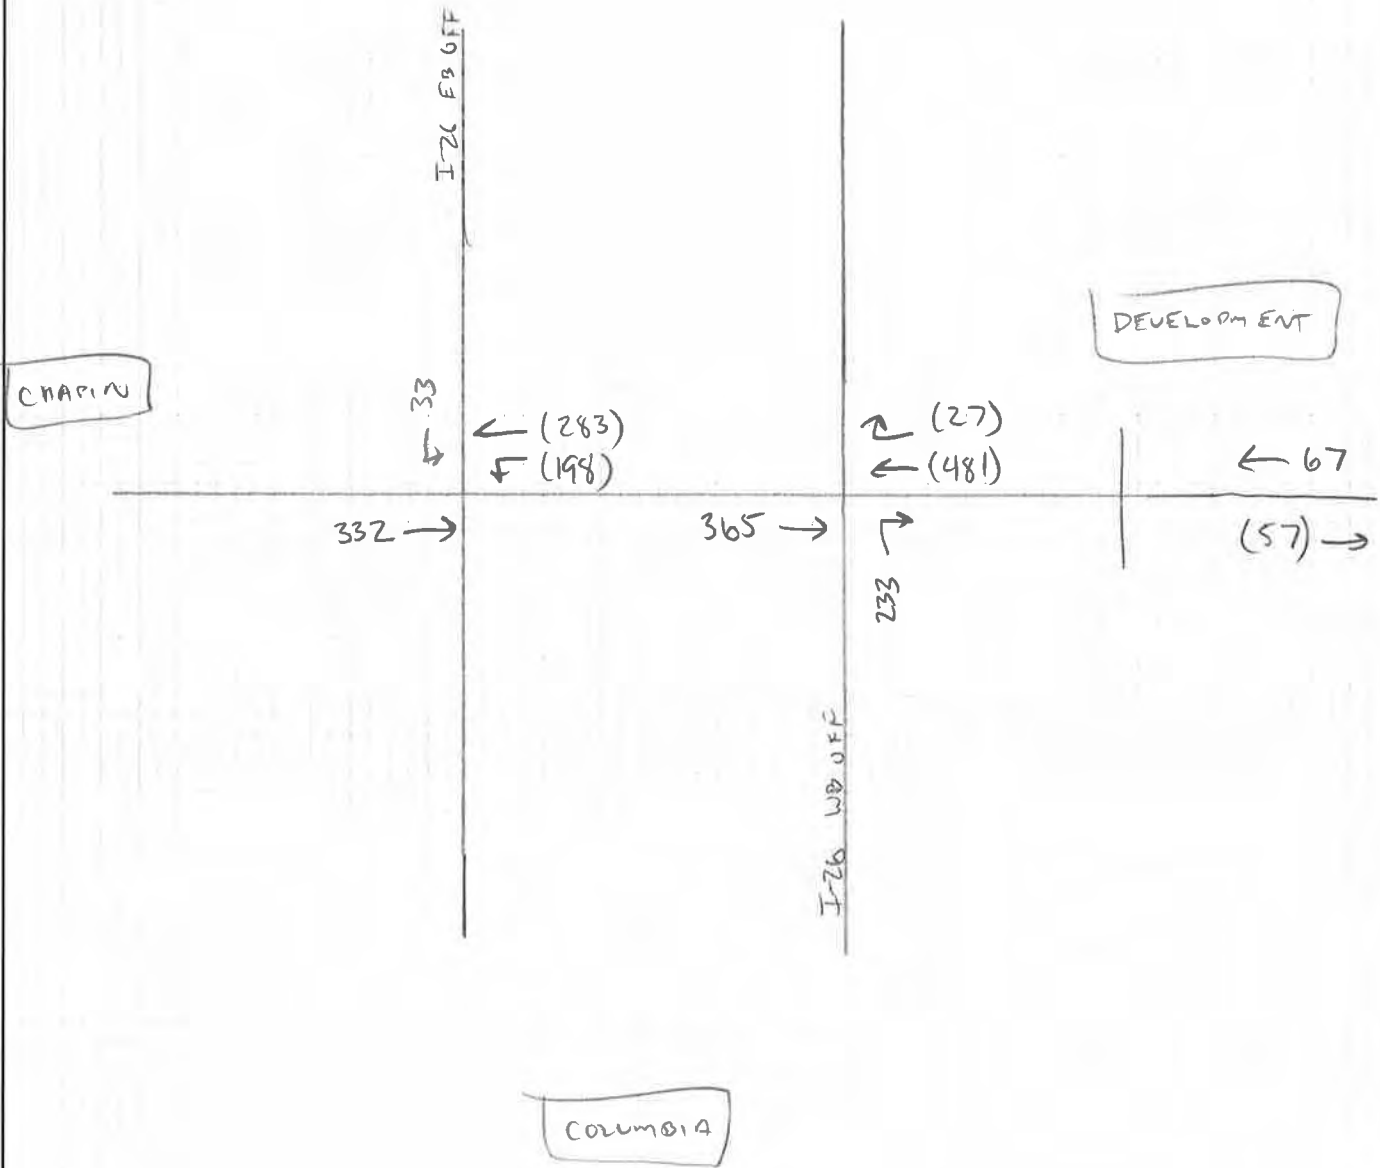 I-26 EB OFF
DEVELOPMENT
CHAPIN
33
(283)
(198)
(27)
(481)
67
332
365
233
(57)
I-26 WB OFF
COLUMBIA